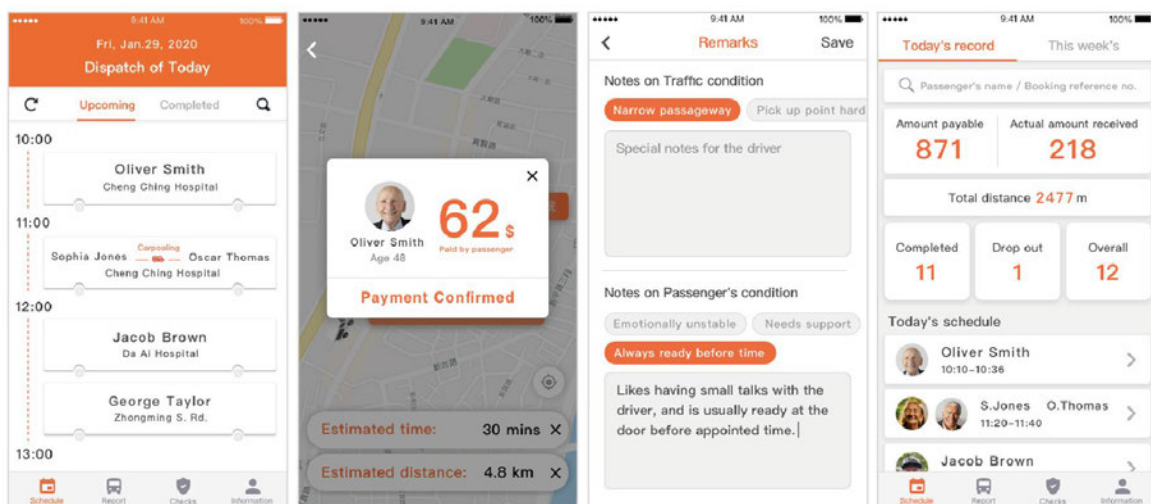 9:41 AM
100%
Fri, Jan.29, 2020
Dispatch of Today
Upcoming
Completed
10:00
Oliver Smith
Cheng Ching Hospital
11:00
Sophia Jones
Carpooling
Oscar Thomas
Cheng Ching Hospital
12:00
Jacob Brown
Da Ai Hospital
George Taylor
Zhongming S. Rd.
13:00
Schedule
Report
Checks
Information
9:41 AM
100%
62$
Paid by passenger
Oliver Smith
Age 48
Payment Confirmed
Estimated time: 30 mins X
Estimated distance: 4.8 km X
9:41 AM
100%
Remarks
Save
Notes on Traffic condition
Narrow passageway
Pick up point hard
Special notes for the driver
Notes on Passenger's condition
Emotionally unstable
Needs support
Always ready before time
Likes having small talks with the
driver, and is usually ready at the
door before appointed time.
9:41 AM
100%
Today's record
This week's
Passenger's name / Booking reference no.
Amount payable
871
Actual amount received
218
Total distance 2477 m
Completed
11
Drop out
1
Overall
12
Today's schedule
Oliver Smith
10:10-10:36
S.Jones O.Thomas
11:20-11:40
Jacob Brown
Schedule
Report
Checks
Information